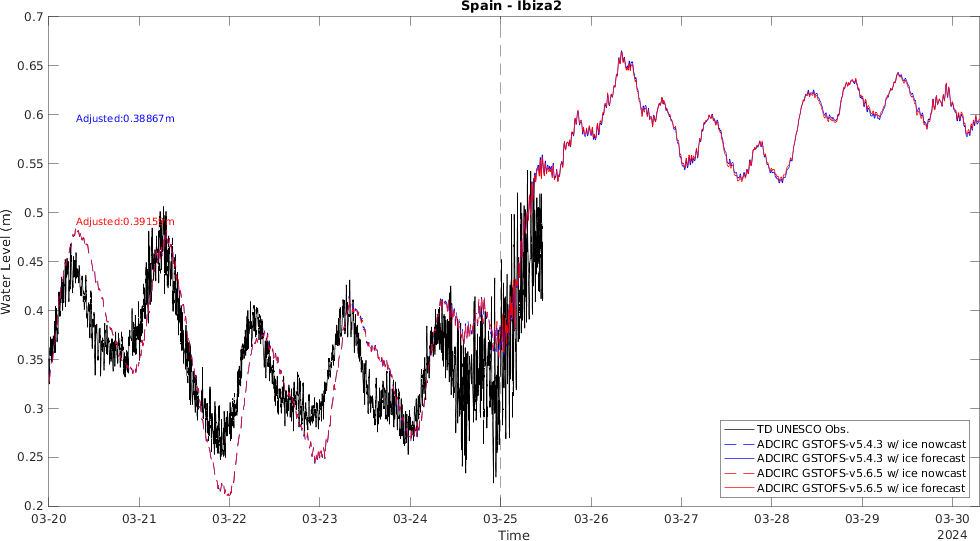 Spain - Ibiza2
0.7
0.65
0.6
0.55
0.5
0.45
0.4
0.35
0.3
0.25
0.2
Water Level (m)
Adjusted:0.38867m
TD UNESCO Obs.
ADCIRC GSTOFS-v5.4.3 w/ ice nowcast
ADCIRC GSTOFS-v5.4.3 w/ ice forecast
ADCIRC GSTOFS-v5.6.5 w/ ice nowcast
ADCIRC GSTOFS-v5.6.5 w/ ice forecast
03-20 03-21 03-22 03-23 03-24 03-25 03-26 03-27 03-28 03-29 03-30
2024
Time